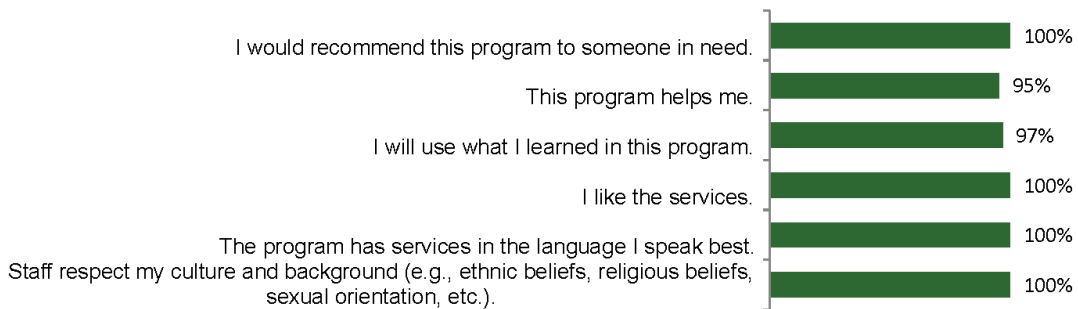 I would recommend this program to someone in need.
100%
This program helps me.
95%
I will use what I learned in this program.
97%
I like the services.
100%
The program has services in the language I speak best.
100%
Staff respect my culture and background (e.g., ethnic beliefs, religious beliefs,
sexual orientation, etc.).
100%